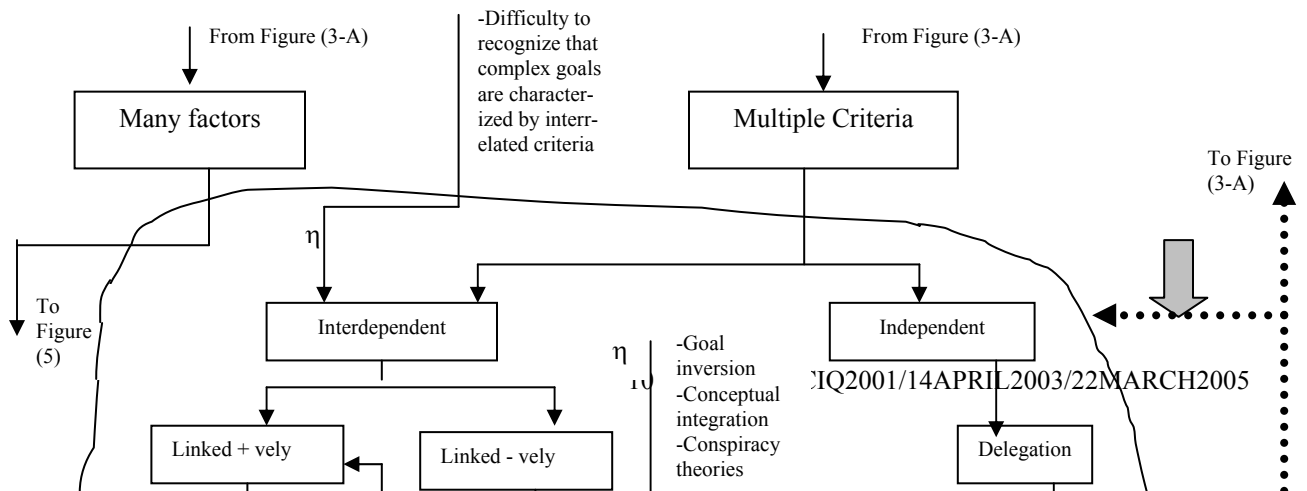 From Figure (3-A)
-Difficulty to
recognize that
complex goals
are character-
ized by interr-
elated criteria
From Figure (3-A)
Many factors
Multiple Criteria
To Figure
(3-A)
η
To
Figure
(5)
Interdependent
Independent
η
-Goal
inversion
-Conceptual
integration
-Conspiracy
theories
IQ2001/14APRIL2003/22MARCH2005
Linked + vely
Linked - vely
Delegation